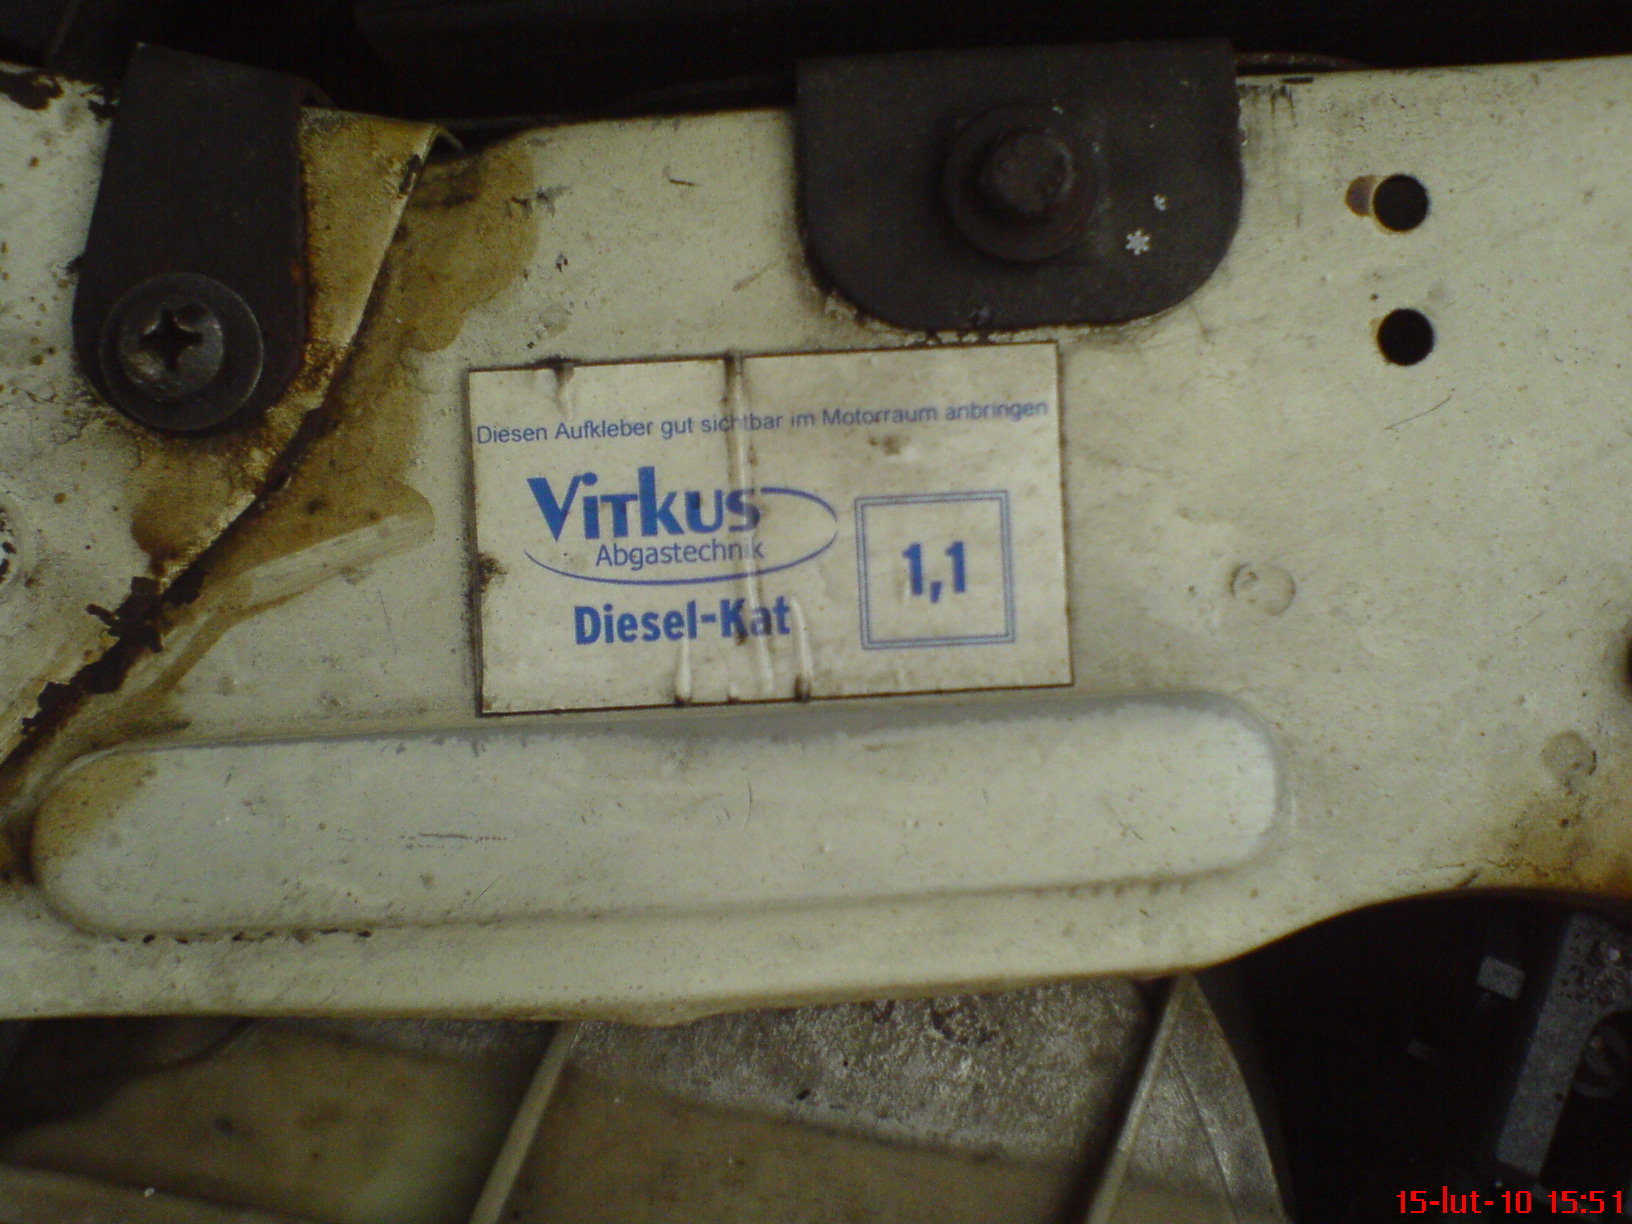 Diesen Aufkleber gut sichtbar im Motorraum anbringen
Vitkus
Abgastechnik
Diesel-Kat
1,1
15-lut-10 15:51